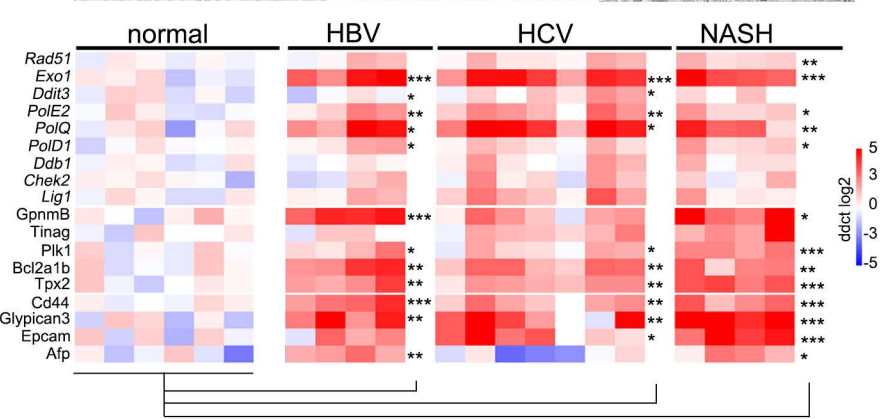 normal HBV HCV NASH
Rad51 **
Exo1 *** *** ***
Ddit3 * *
PolE2 ** ** *
PolQ * * **
PolD1 * *
Ddb1
Chek2
Lig1
GpnmB *** *
Tinag
Plk1 * * ***
Bcl2a1b ** ** **
Tpx2 ** ** ***
Cd44 *** ** ***
Glypican3 ** ** ***
Epcam * ***
Afp ** *
5
3
0
-3
-5
ddct log2